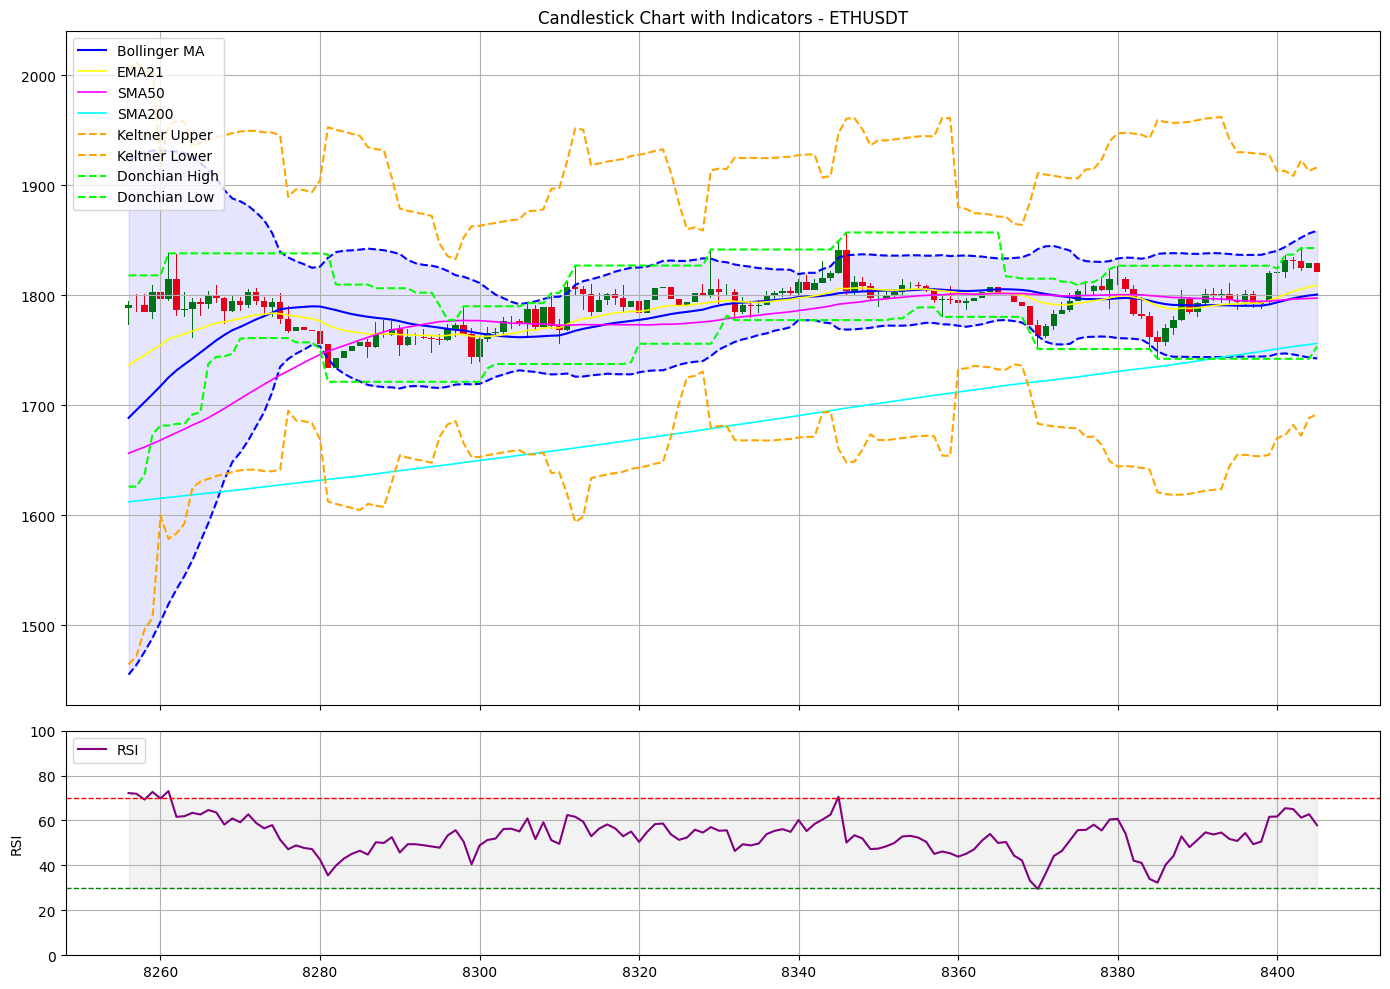 Candlestick Chart with Indicators - ETHUSDT
Bollinger MA
EMA21
SMA50
SMA200
Keltner Upper
Keltner Lower
Donchian High
Donchian Low
2000
1900
1800
1700
1600
1500
RSI
100
80
60
40
20
0
RSI
8260 8280 8300 8320 8340 8360 8380 8400